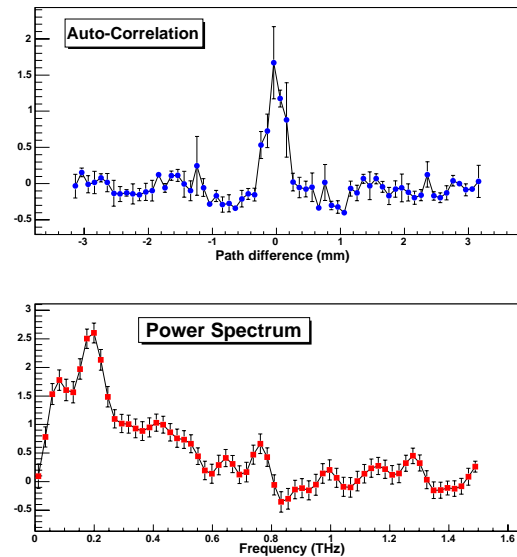 Auto-Correlation
2
1.5
1
0.5
0
-0.5
-3 -2 -1 0 1 2 3
Path difference (mm)
Power Spectrum
3
2.5
2
1.5
1
0.5
0
-0.5
0 0.2 0.4 0.6 0.8 1 1.2 1.4 1.6
Frequency (THz)